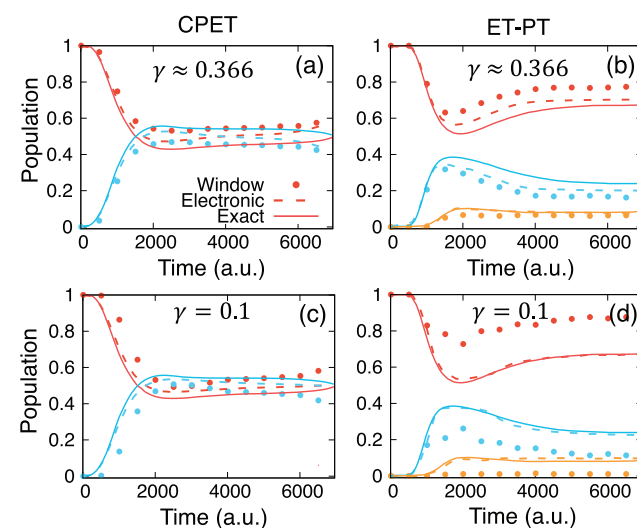 CPET
ET-PT
γ ≈ 0.366
(a)
Population
1
0.8
0.6
0.4
0.2
0
Window
Electronic
Exact
0 2000 4000 6000
Time (a.u.)
γ ≈ 0.366
(b)
1
0.8
0.6
0.4
0.2
0
0 2000 4000 6000
Time (a.u.)
γ = 0.1
(c)
Population
1
0.8
0.6
0.4
0.2
0
0 2000 4000 6000
Time (a.u.)
γ = 0.1
(d)
1
0.8
0.6
0.4
0.2
0
0 2000 4000 6000
Time (a.u.)